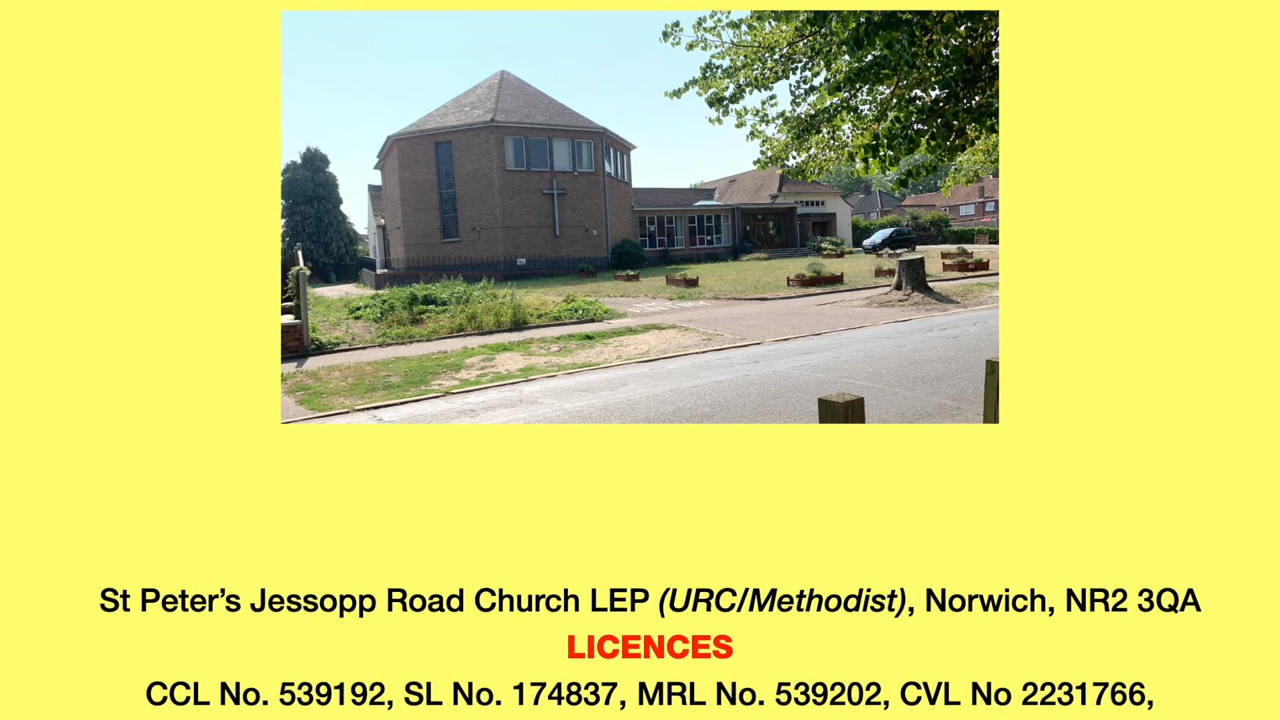 St Peter’s Jessopp Road Church LEP (URC/Methodist), Norwich, NR2 3QA
LICENCES
CCL No. 539192, SL No. 174837, MRL No. 539202, CVL No 2231766,